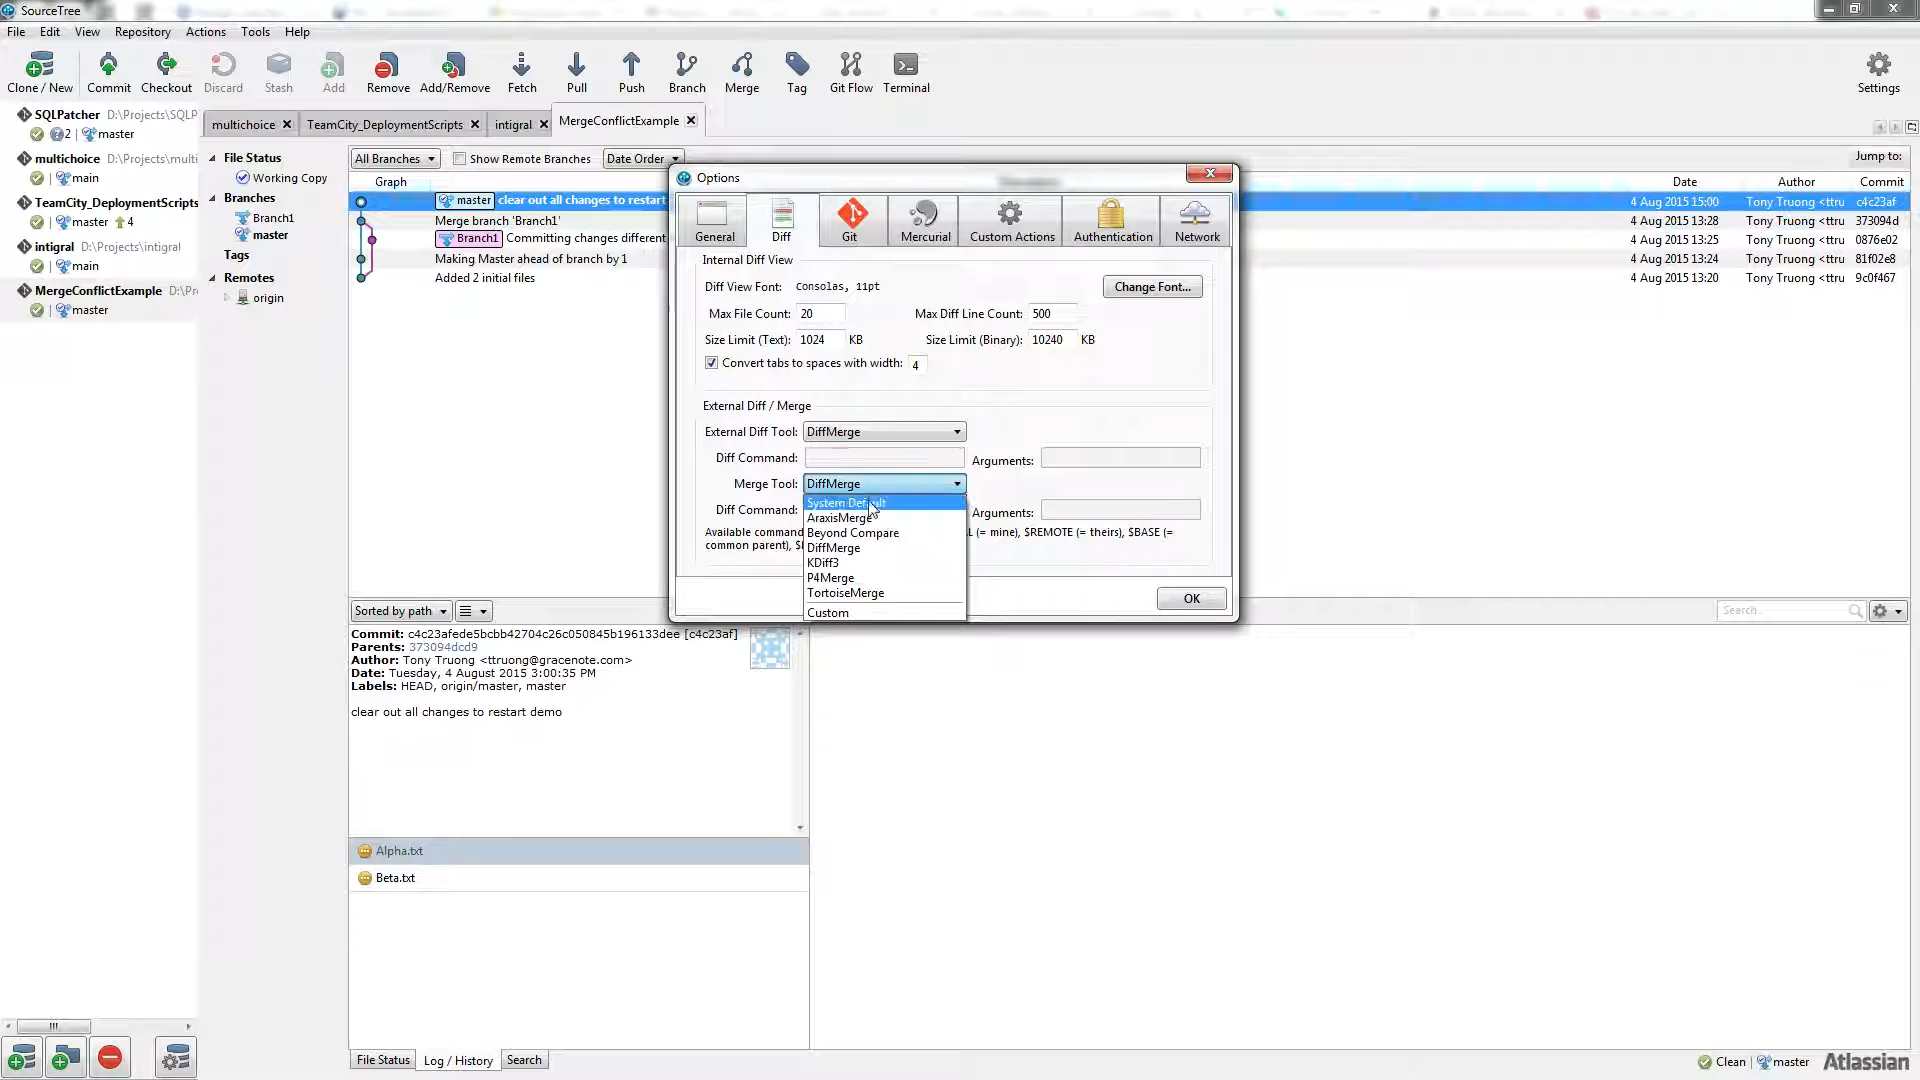 SourceTree
File Edit View Repository Actions Tools Help
Clone / New Commit Checkout Discard Stash Add Remove Add/Remove Fetch Pull Push Branch Merge Tag Git Flow Terminal Settings
SQLPatcher D:\Projects\SQLP
2 | master
multichoice D:\Projects\multi
| main
TeamCity_DeploymentScripts
| master 4
intigral D:\Projects\intigral
| main
MergeConflictExample D:\Pr
| master
multichoice TeamCity_DeploymentScripts intigral MergeConflictExample
File Status
Working Copy
Branches
Branch1
master
Tags
Remotes
origin
All Branches Show Remote Branches Date Order Jump to:
Graph Date Author Commit
master clear out all changes to restart 4 Aug 2015 15:00 Tony Truong <ttru c4c23af
Merge branch 'Branch1' 4 Aug 2015 13:28 Tony Truong <ttru 373094d
Branch1 Committing changes different 4 Aug 2015 13:25 Tony Truong <ttru 0876e02
Making Master ahead of branch by 1 4 Aug 2015 13:24 Tony Truong <ttru 81f02e8
Added 2 initial files 4 Aug 2015 13:20 Tony Truong <ttru 9c0f467
Options
General Diff Git Mercurial Custom Actions Authentication Network
Internal Diff View
Diff View Font: Consolas, 11pt Change Font...
Max File Count: 20 Max Diff Line Count: 500
Size Limit (Text): 1024 KB Size Limit (Binary): 10240 KB
Convert tabs to spaces with width: 4
External Diff / Merge
External Diff Tool: DiffMerge
Diff Command: Arguments:
Merge Tool: DiffMerge
Diff Command: Arguments:
System Default
AraxisMerge
Beyond Compare
DiffMerge
KDiff3
P4Merge
TortoiseMerge
Custom
Available command (= mine), $REMOTE (= theirs), $BASE (=
common parent),
OK
Sorted by path Search
Commit: c4c23afede5bcbb42704c26c050845b196133dee [c4c23af]
Parents: 373094dcd9
Author: Tony Truong <ttruong@gracenote.com>
Date: Tuesday, 4 August 2015 3:00:35 PM
Labels: HEAD, origin/master, master
clear out all changes to restart demo
Alpha.txt
Beta.txt
File Status Log / History Search
Clean master Atlassian